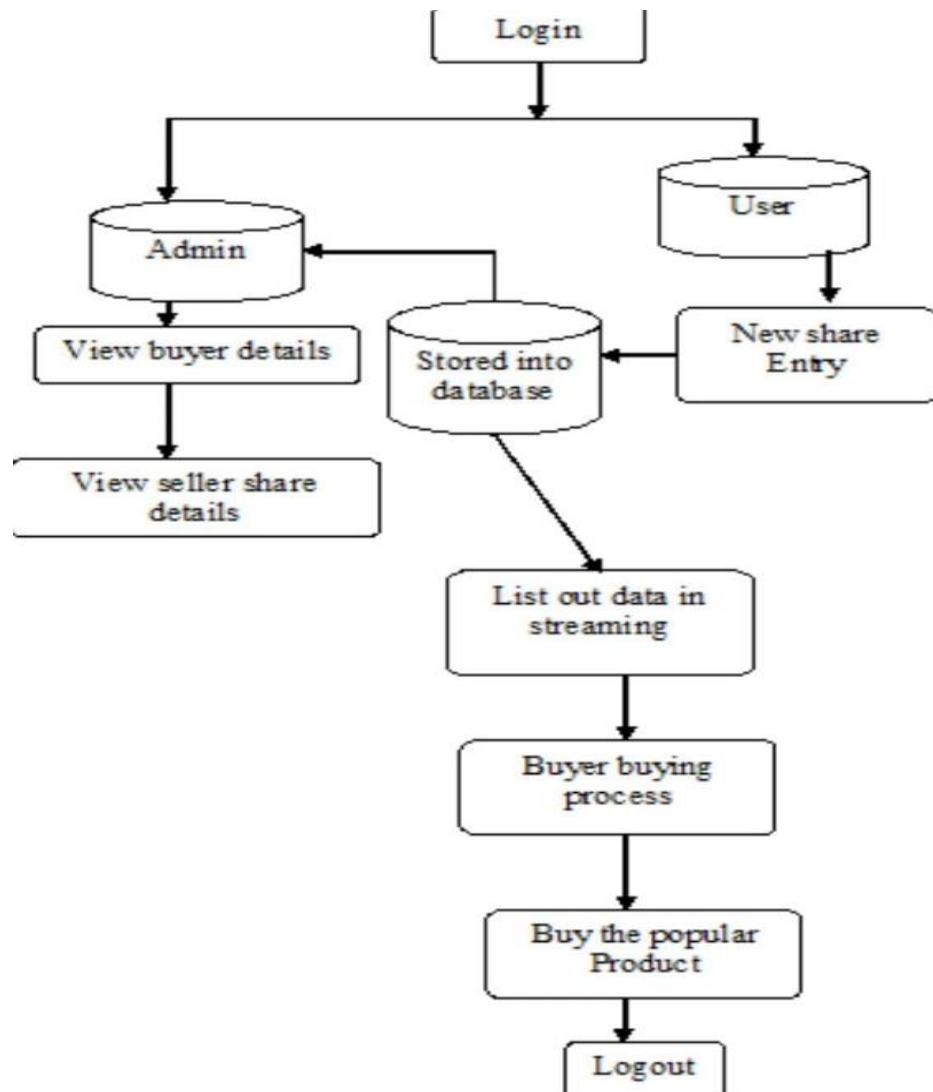 Login
User
Admin
New share
Entry
View buyer details
Stored into
database
View seller share
details
List out data in
streaming
Buyer buying
process
Buy the popular
Product
Logout